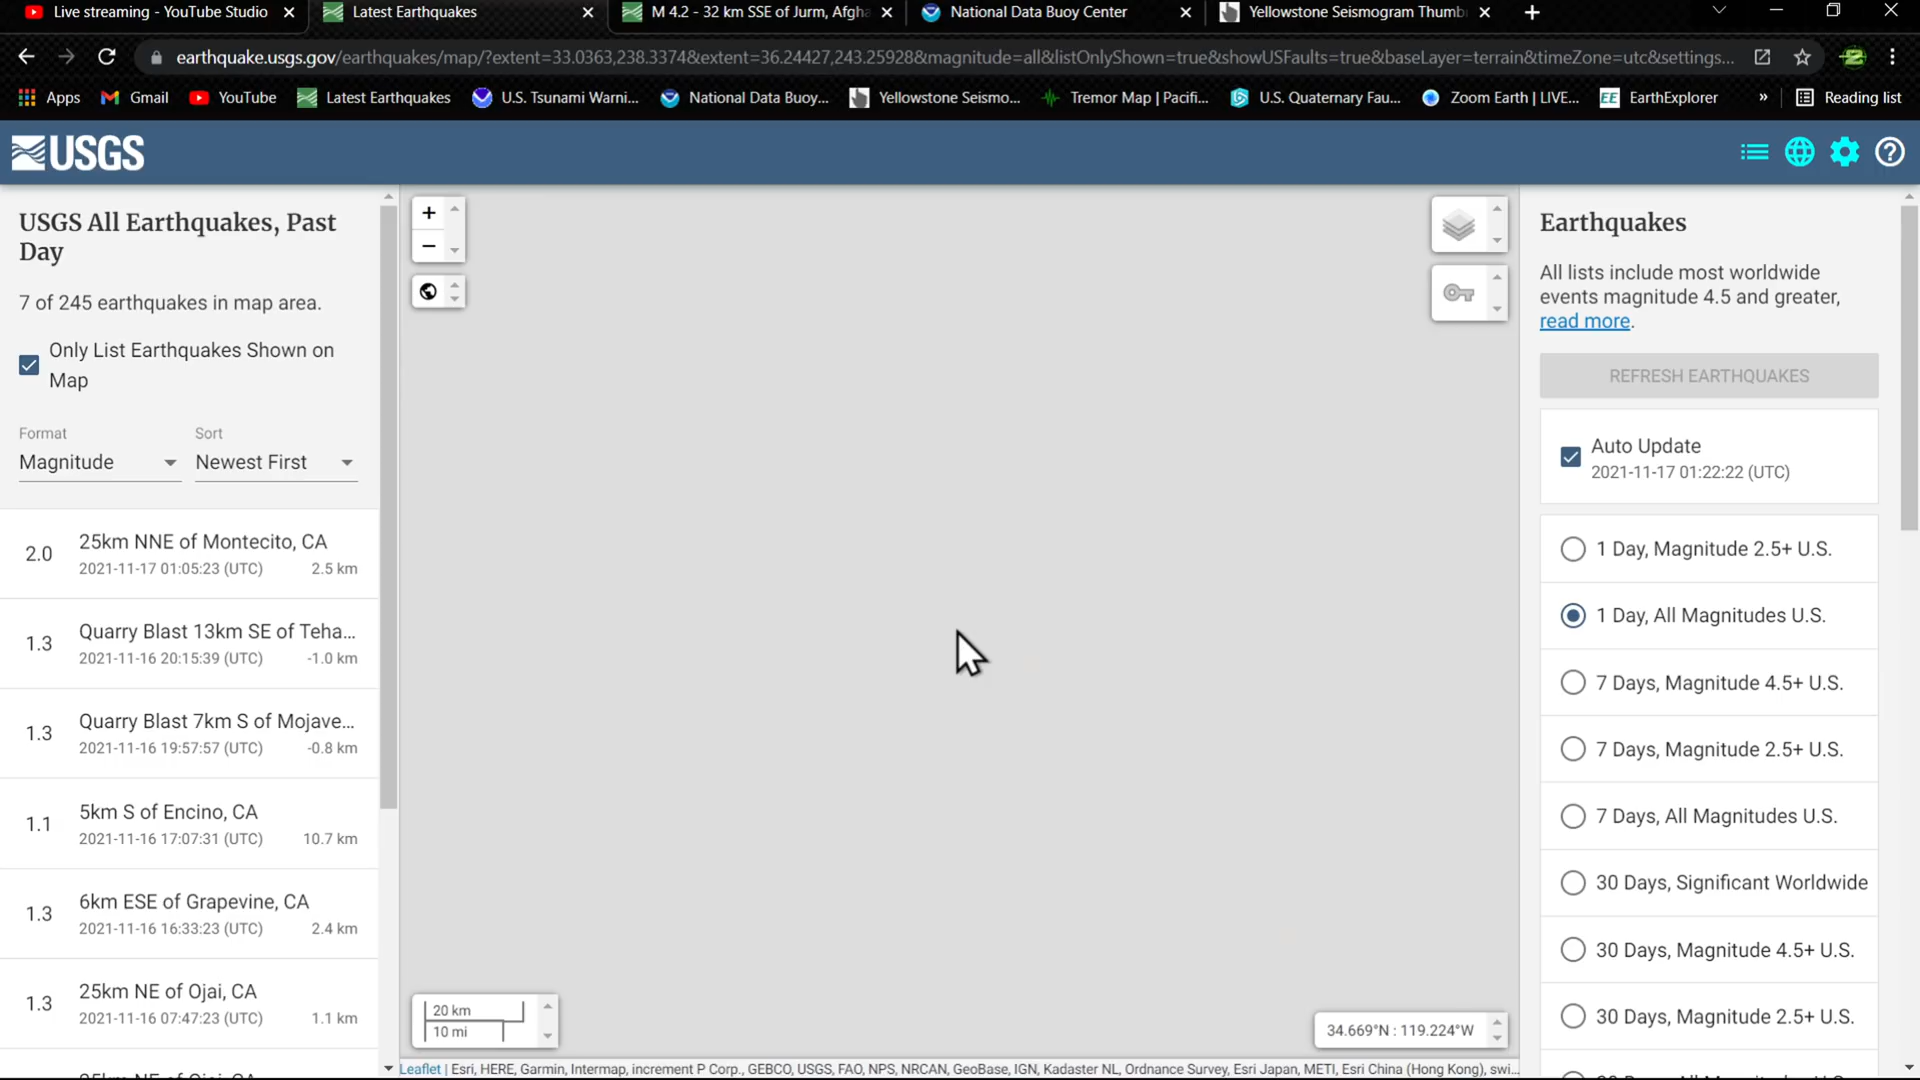 Live streaming - YouTube Studio
Latest Earthquakes
M 4.2 - 32 km SSE of Jurm, Afgha
National Data Buoy Center
Yellowstone Seismogram Thumb
earthquake.usgs.gov/earthquakes/map/?extent=33.0363,238.3374&extent=36.24427,243.25928&magnitude=all&listOnlyShown=true&showUSFaults=true&baseLayer=terrain&timeZone=utc&settings...
Apps
Gmail
YouTube
Latest Earthquakes
U.S. Tsunami Warni...
National Data Buoy...
Yellowstone Seismo...
Tremor Map | Pacifi...
U.S. Quaternary Fau...
Zoom Earth | LIVE...
EE EarthExplorer
»
Reading list
USGS
USGS All Earthquakes, Past
Day
7 of 245 earthquakes in map area.
Only List Earthquakes Shown on
Map
Format
Sort
Magnitude
Newest First
2.0
25km NNE of Montecito, CA
2021-11-17 01:05:23 (UTC)
2.5 km
1.3
Quarry Blast 13km SE of Teha...
2021-11-16 20:15:39 (UTC)
-1.0 km
1.3
Quarry Blast 7km S of Mojave...
2021-11-16 19:57:57 (UTC)
-0.8 km
1.1
5km S of Encino, CA
2021-11-16 17:07:31 (UTC)
10.7 km
1.3
6km ESE of Grapevine, CA
2021-11-16 16:33:23 (UTC)
2.4 km
1.3
25km NE of Ojai, CA
2021-11-16 07:47:23 (UTC)
1.1 km
+
−
20 km
10 mi
34.669°N : 119.224°W
Leaflet | Esri, HERE, Garmin, Intermap, increment P Corp., GEBCO, USGS, FAO, NPS, NRCAN, GeoBase, IGN, Kadaster NL, Ordnance Survey, Esri Japan, METI, Esri China (Hong Kong), swi...
Earthquakes
All lists include most worldwide
events magnitude 4.5 and greater,
read more.
REFRESH EARTHQUAKES
Auto Update
2021-11-17 01:22:22 (UTC)
1 Day, Magnitude 2.5+ U.S.
1 Day, All Magnitudes U.S.
7 Days, Magnitude 4.5+ U.S.
7 Days, Magnitude 2.5+ U.S.
7 Days, All Magnitudes U.S.
30 Days, Significant Worldwide
30 Days, Magnitude 4.5+ U.S.
30 Days, Magnitude 2.5+ U.S.